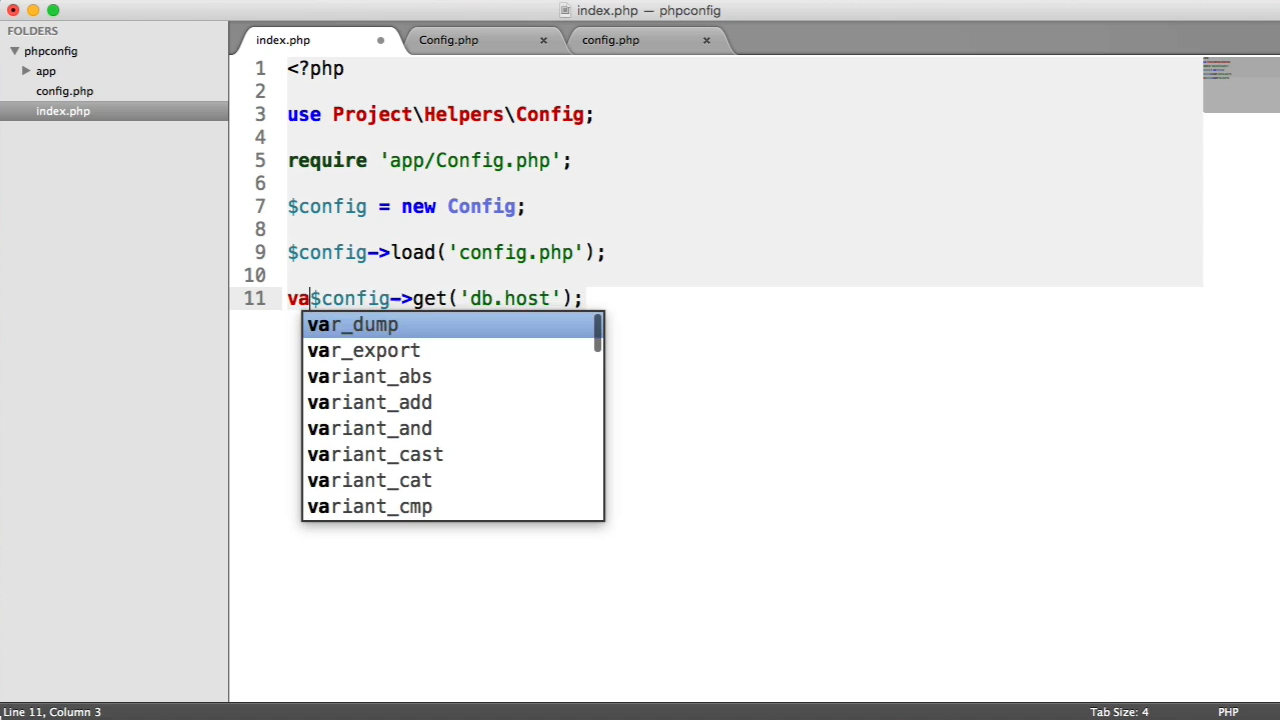 index.php — phpconfig
FOLDERS
phpconfig
app
config.php
index.php
index.php
Config.php
config.php
1 <?php
2
3 use Project\Helpers\Config;
4
5 require 'app/Config.php';
6
7 $config = new Config;
8
9 $config->load('config.php');
10
11 va$config->get('db.host');
var_dump
var_export
variant_abs
variant_add
variant_and
variant_cast
variant_cat
variant_cmp
Line 11, Column 3
Tab Size: 4
PHP